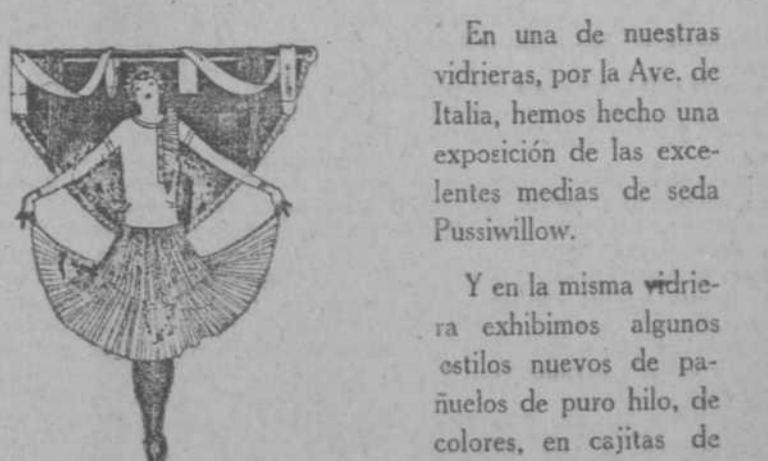 En una de nuestras
vidrieras, por la Ave. de
Italia, hemos hecho una
exposición de las exce-
lentes medias de seda
Pussiwillow.
Y en la misma vidrie-
ra exhibimos algunos
estilos nuevos de pa-
ñuelos de puro hilo, de
colores, en cajitas de